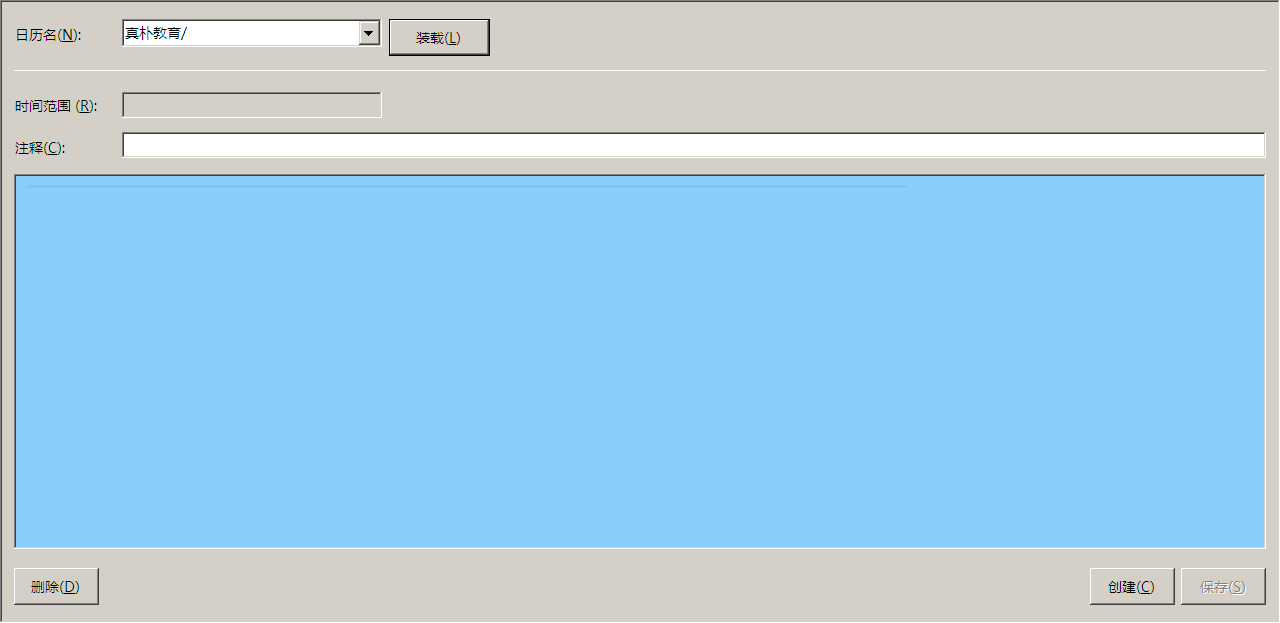 日历名(N):
真朴教育/
装载(L)
时间范围 (R):
注释(C):
删除(D)
创建(C)
保存(S)